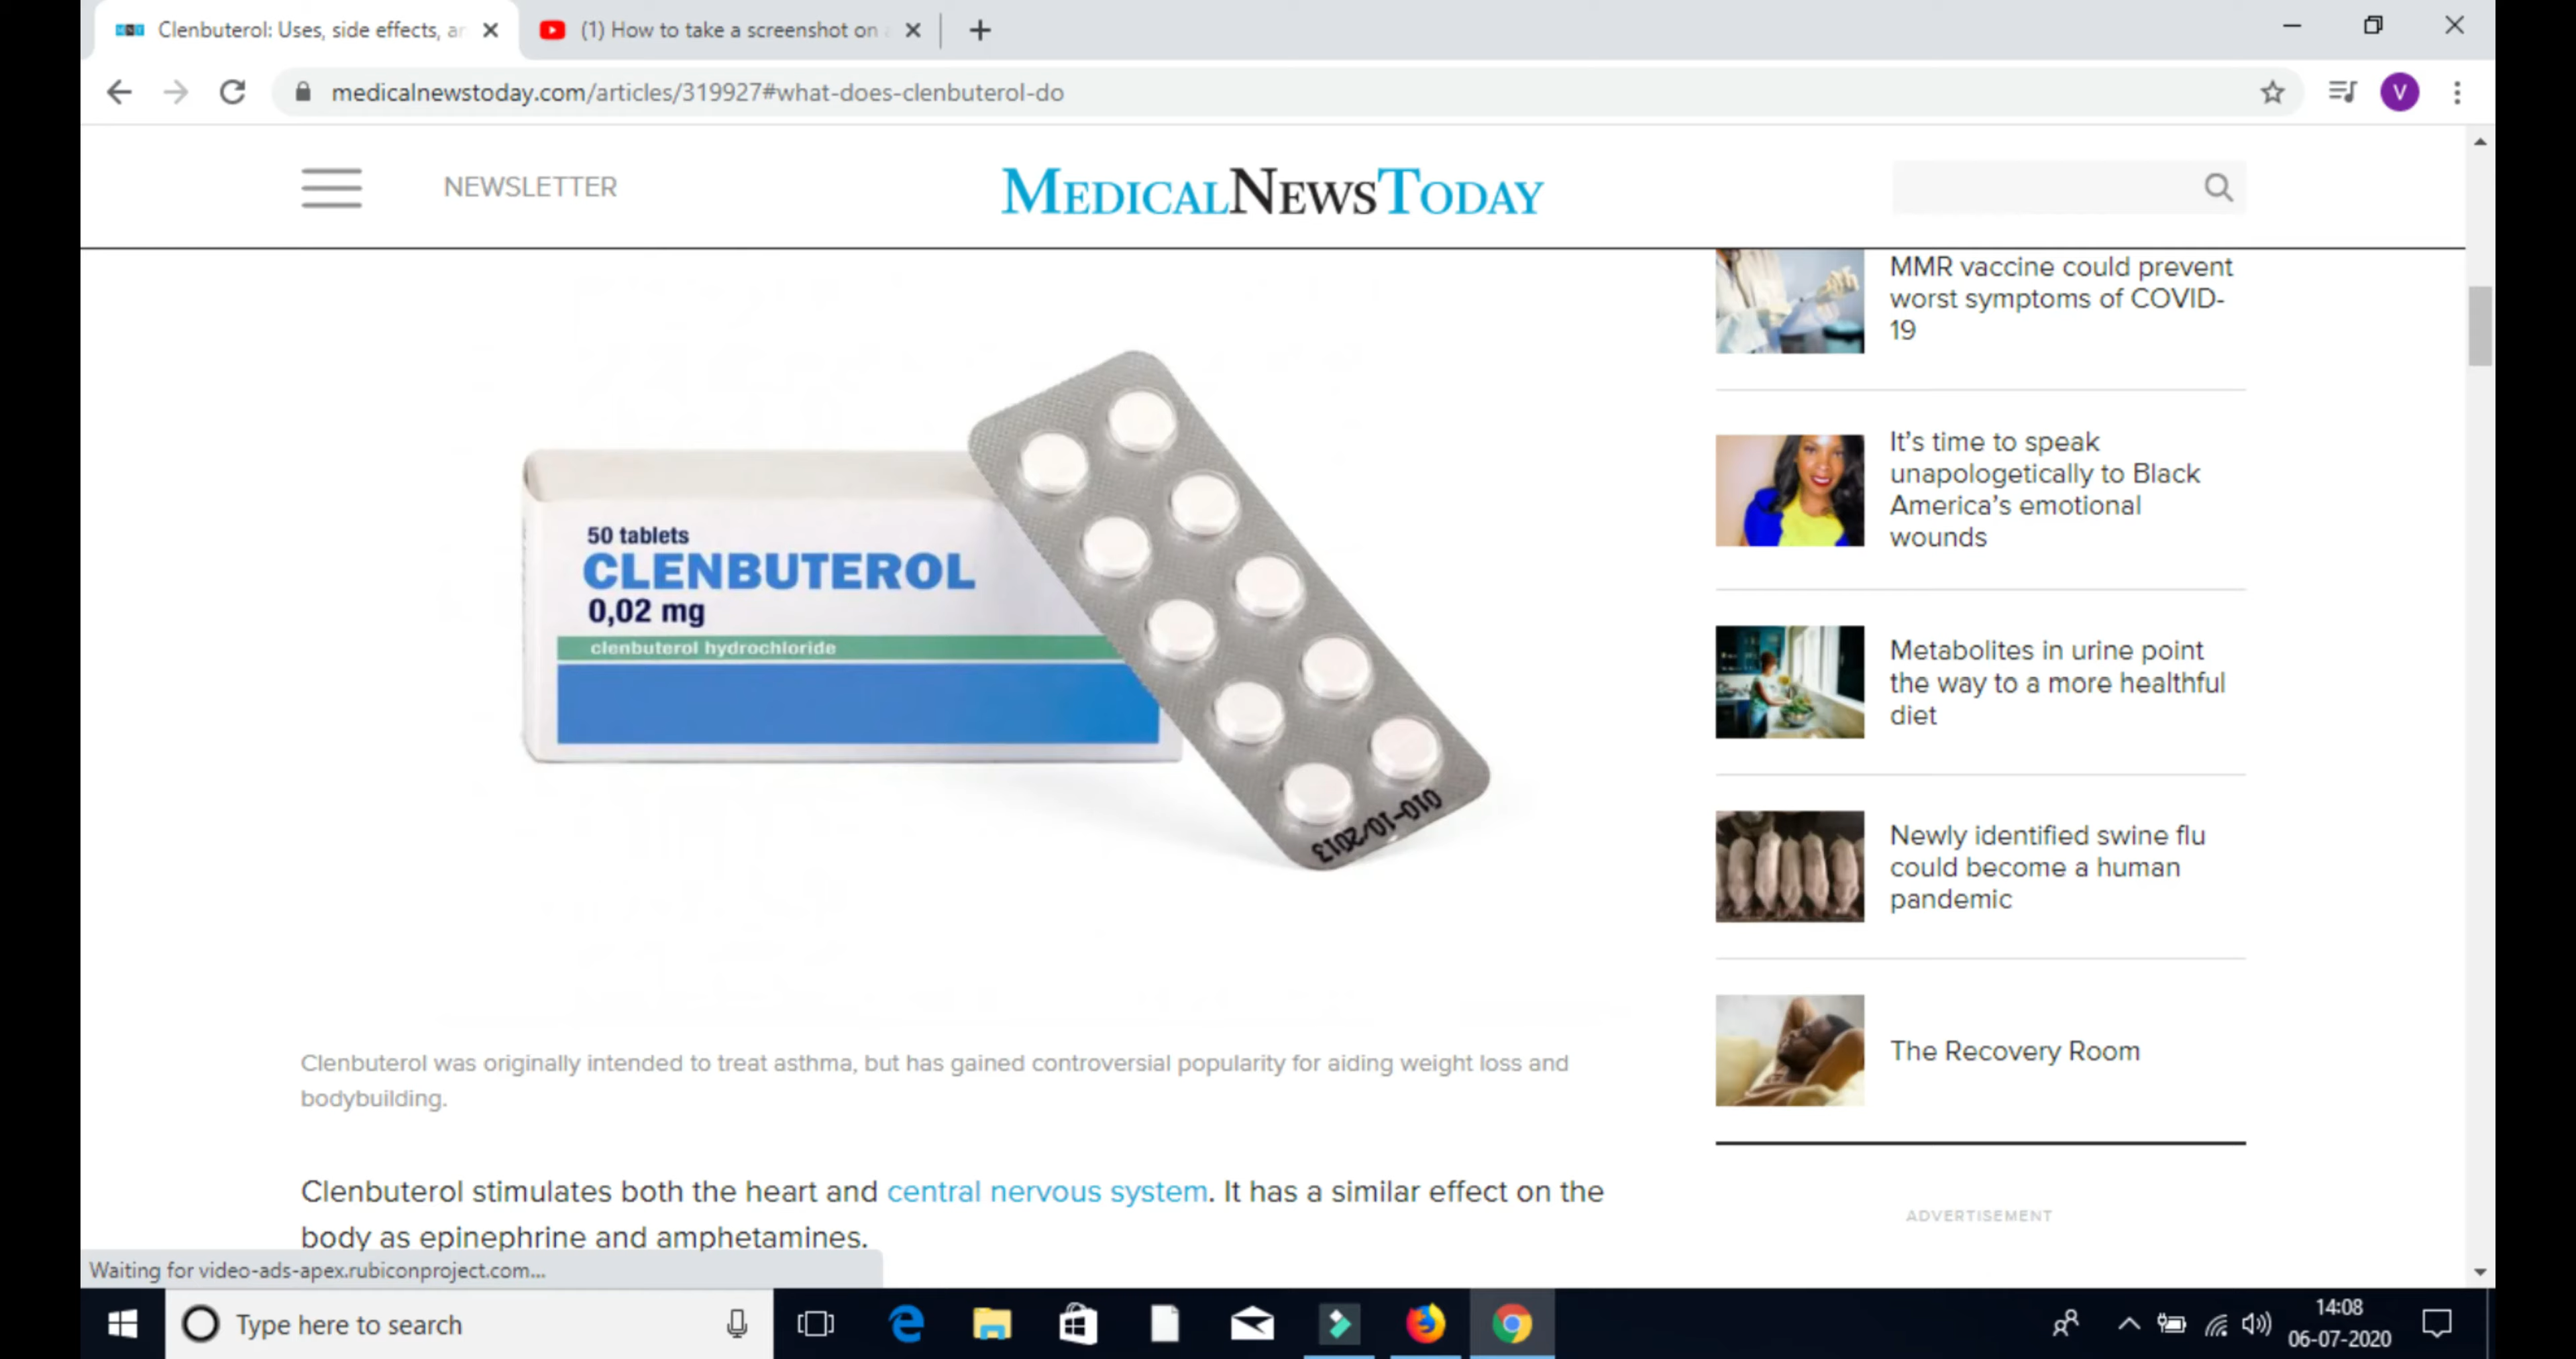 Clenbuterol: Uses, side effects, an
(1) How to take a screenshot on
medicalnewstoday.com/articles/319927#what-does-clenbuterol-do
V
NEWSLETTER
MEDICALNEWSTODAY
50 tablets
CLENBUTEROL
0,02 mg
clenbuterol hydrochloride
010-10/2013
Clenbuterol was originally intended to treat asthma, but has gained controversial popularity for aiding weight loss and
bodybuilding.
Clenbuterol stimulates both the heart and central nervous system. It has a similar effect on the
body as epinephrine and amphetamines.
MMR vaccine could prevent
worst symptoms of COVID-
19
It's time to speak
unapologetically to Black
America's emotional
wounds
Metabolites in urine point
the way to a more healthful
diet
Newly identified swine flu
could become a human
pandemic
The Recovery Room
ADVERTISEMENT
Waiting for video-ads-apex.rubiconproject.com...
Type here to search
14:08
06-07-2020